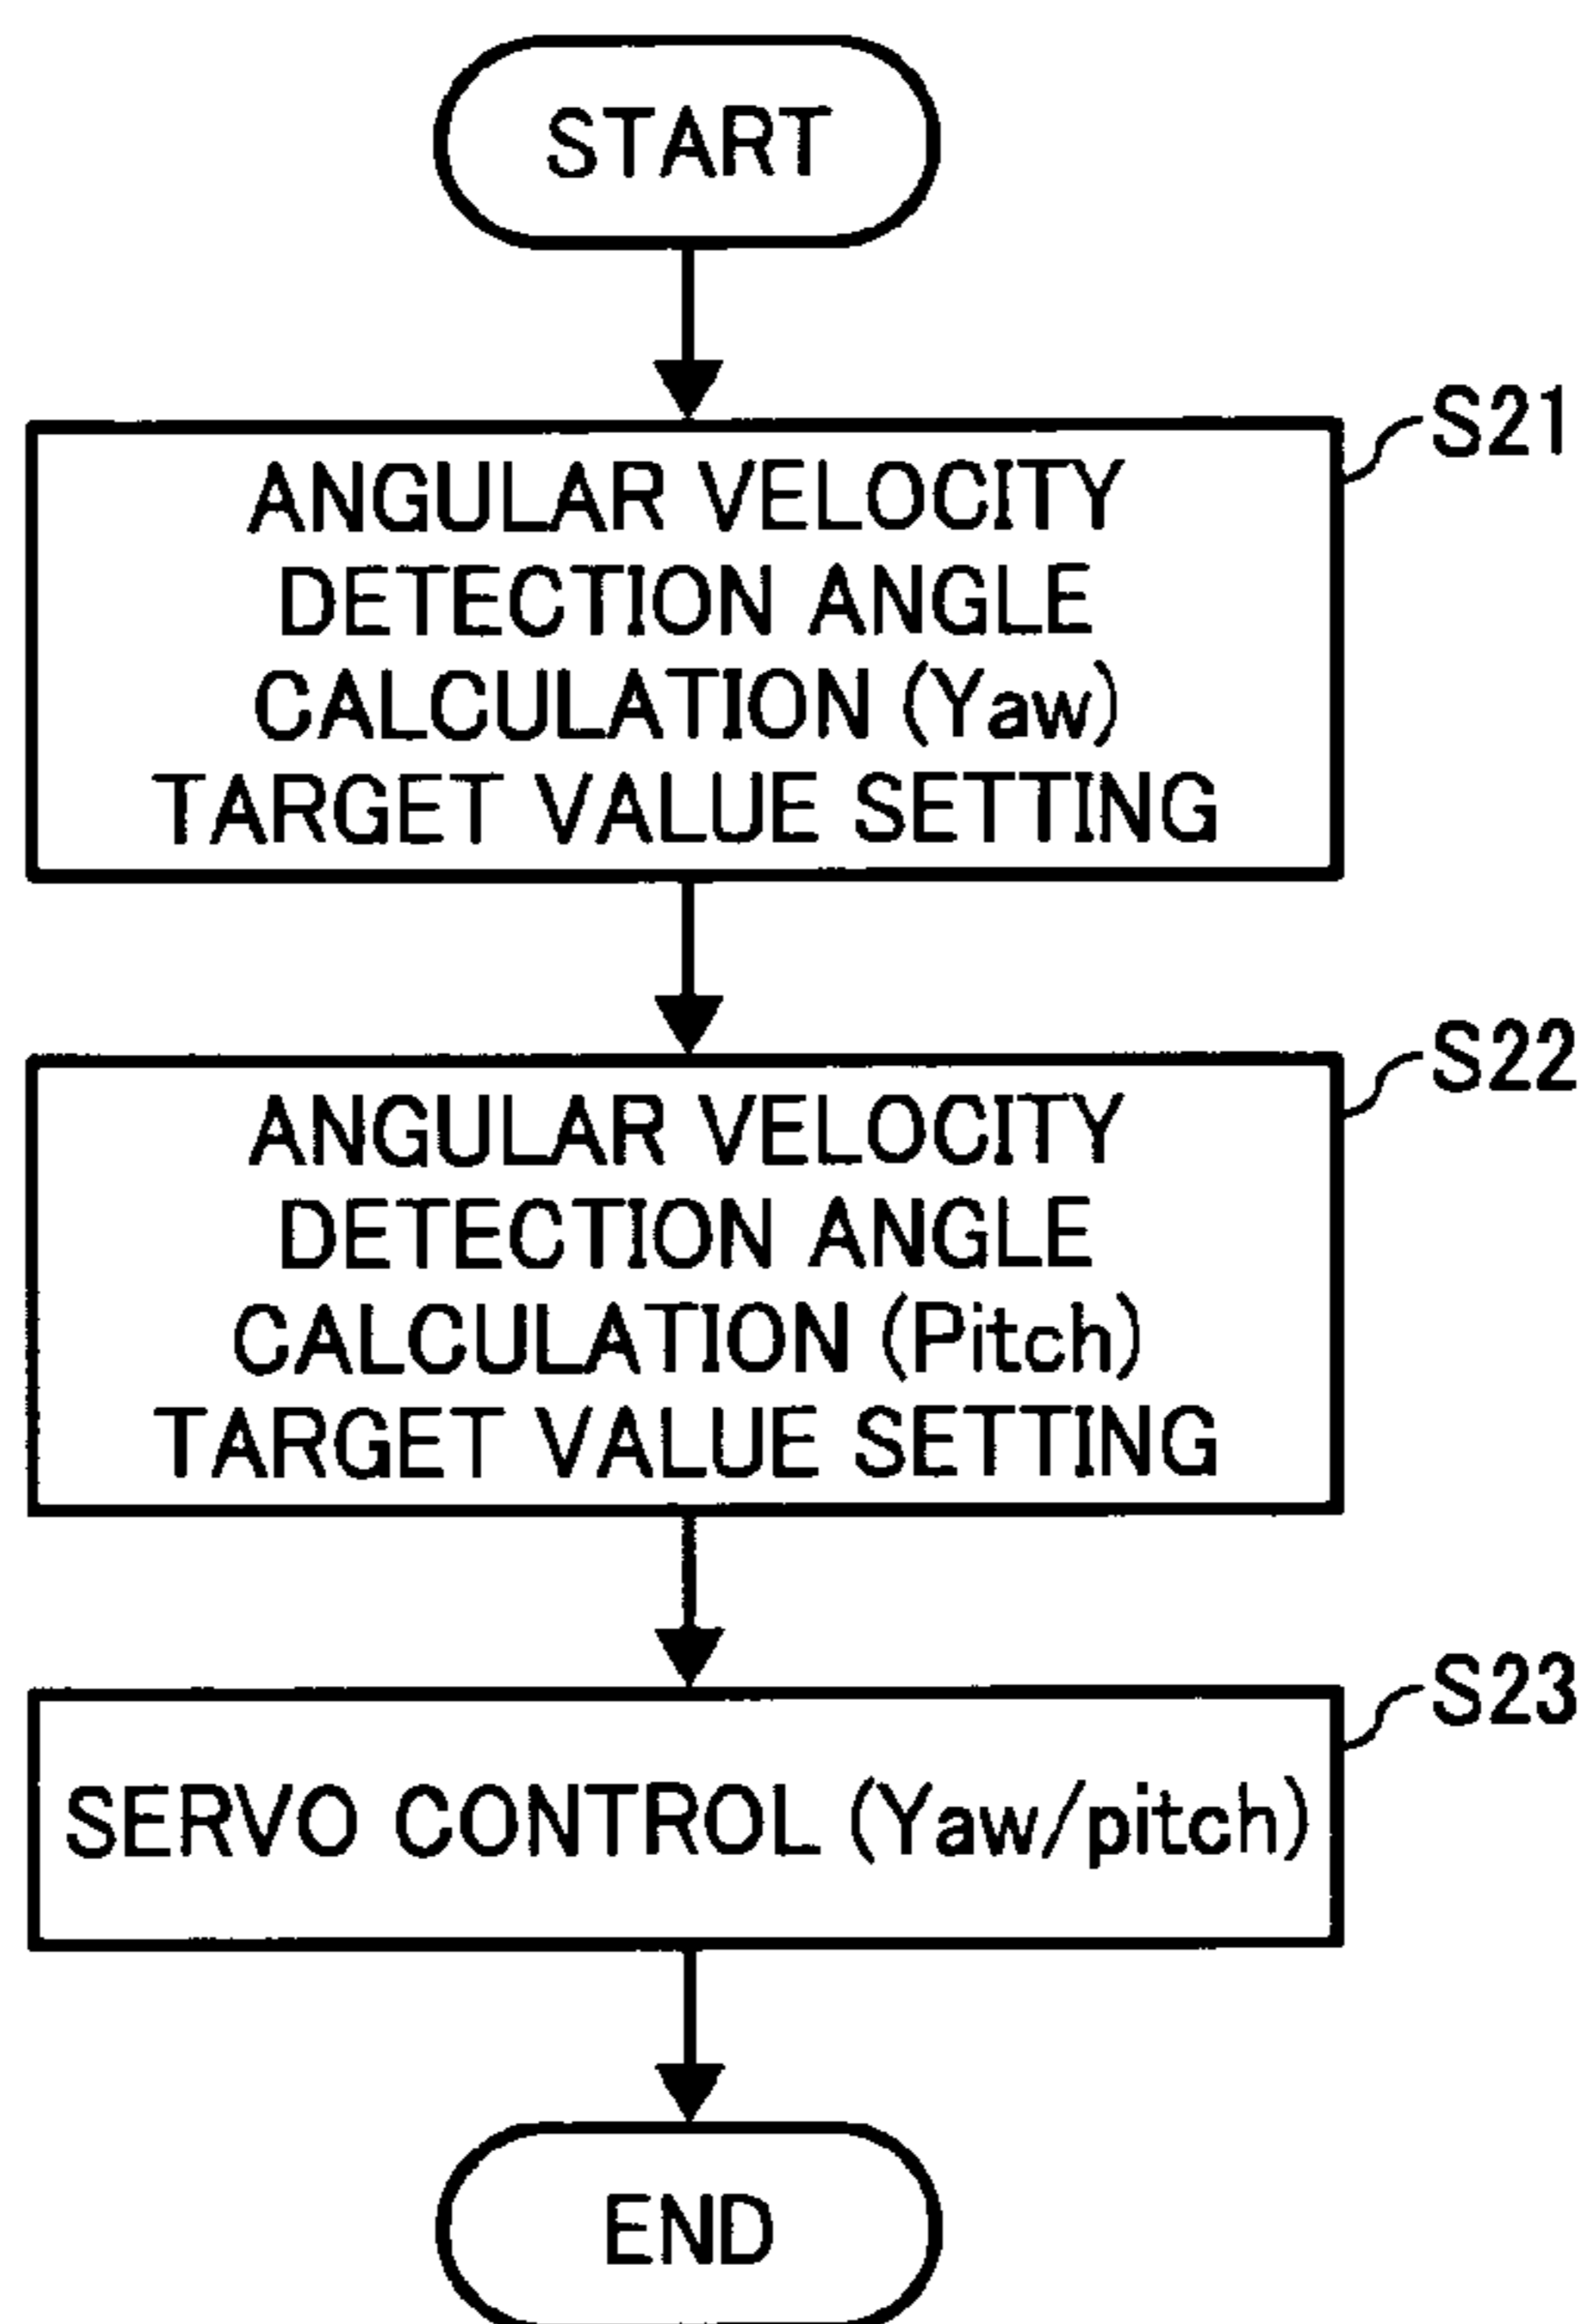 START
S21
ANGULAR VELOCITY
DETECTION ANGLE
CALCULATION (Yaw)
TARGET VALUE SETTING
S22
ANGULAR VELOCITY
DETECTION ANGLE
CALCULATION (Pitch)
TARGET VALUE SETTING
S23
SERVO CONTROL (Yaw/pitch)
END